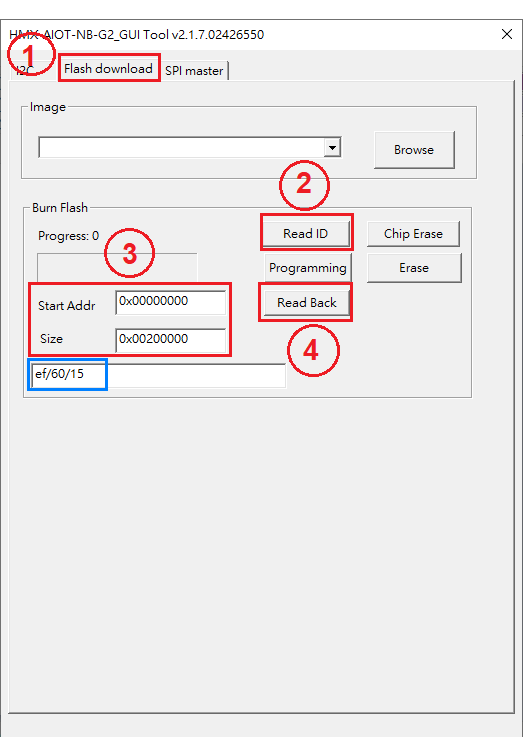 HMX-AIOT-NB-G2_GUI Tool v2.1.7.02426550
1
I2C Flash download SPI master
Image
Browse
2
Burn Flash
Progress: 0
3
Read ID Chip Erase
Programming Erase
Start Addr 0x00000000 Read Back
Size 0x00200000
4
ef/60/15